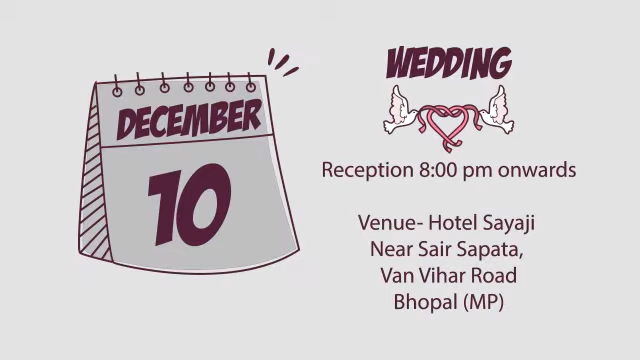 DECEMBER
10
WEDDING
Reception 8:00 pm onwards
Venue- Hotel Sayaji
Near Sair Sapata,
Van Vihar Road
Bhopal (MP)